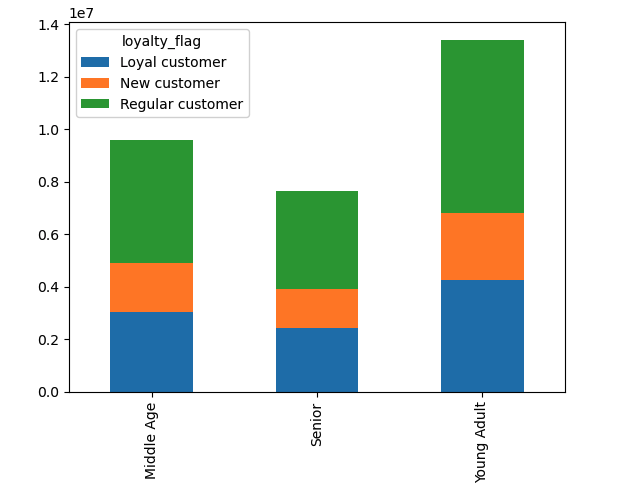 1e7
1.4
1.2
1.0
0.8
0.6
0.4
0.2
0.0
loyalty_flag
Loyal customer
New customer
Regular customer
Middle Age
Senior
Young Adult